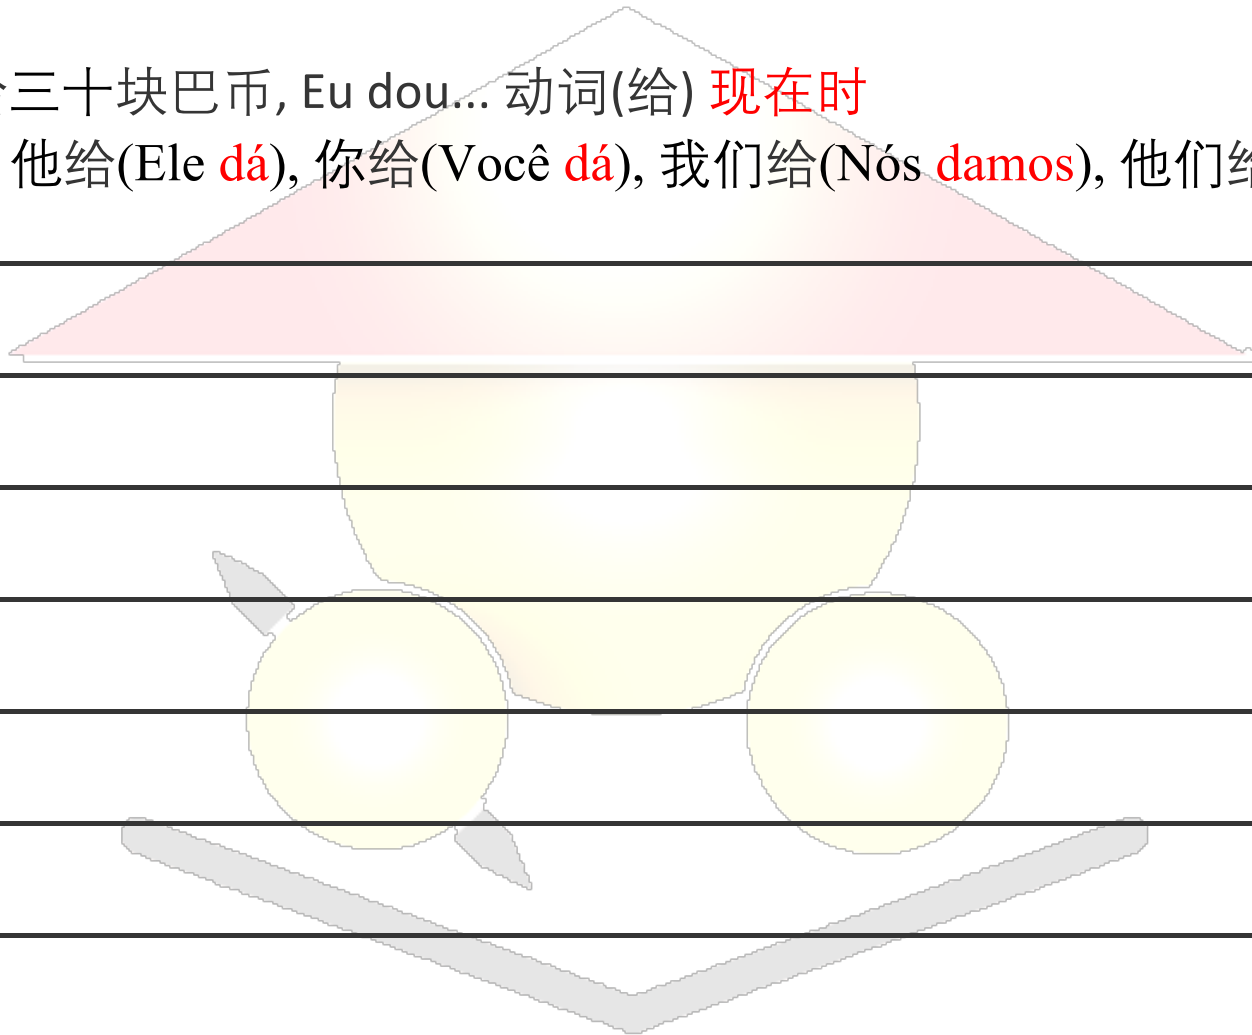 三十块巴币, Eu dou... 动词(给) 现在时
他给(Ele dá), 你给(Você dá), 我们给(Nós damos), 他们